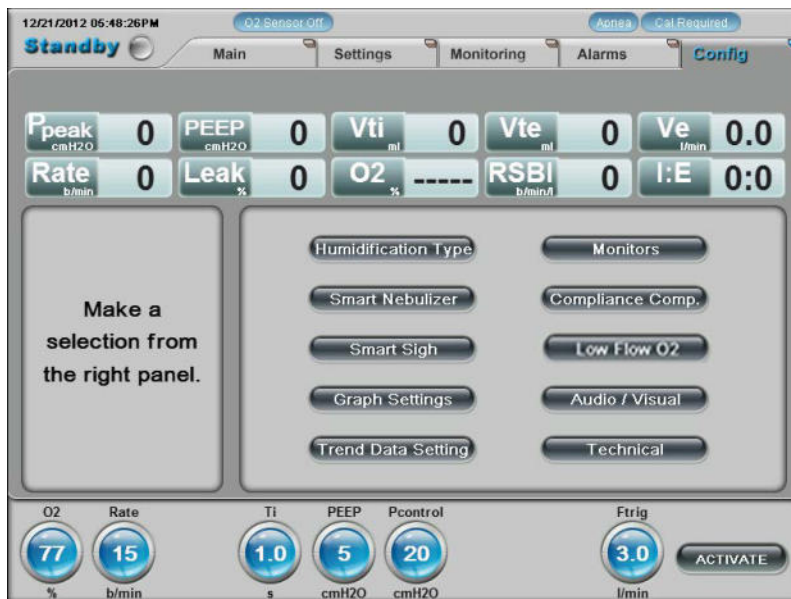 12/21/2012 05:48:26PM O2 Sensor Off Apnea Cal Required
Standby Main Settings Monitoring Alarms Config
Ppeak cmH2O 0 PEEP cmH2O 0 Vti ml 0 Vte ml 0 Ve l/min 0.0
Rate b/min 0 Leak % 0 O2 % ----- RSBI b/min/l 0 I:E 0:0
Humidification Type Monitors
Smart Nebulizer Compliance Comp.
Make a
selection from
the right panel.
Smart Sigh Low Flow O2
Graph Settings Audio / Visual
Trend Data Setting Technical
O2 Rate Ti PEEP Pcontrol Ftrig
77 15 1.0 5 20 3.0 ACTIVATE
% b/min s cmH2O cmH2O l/min